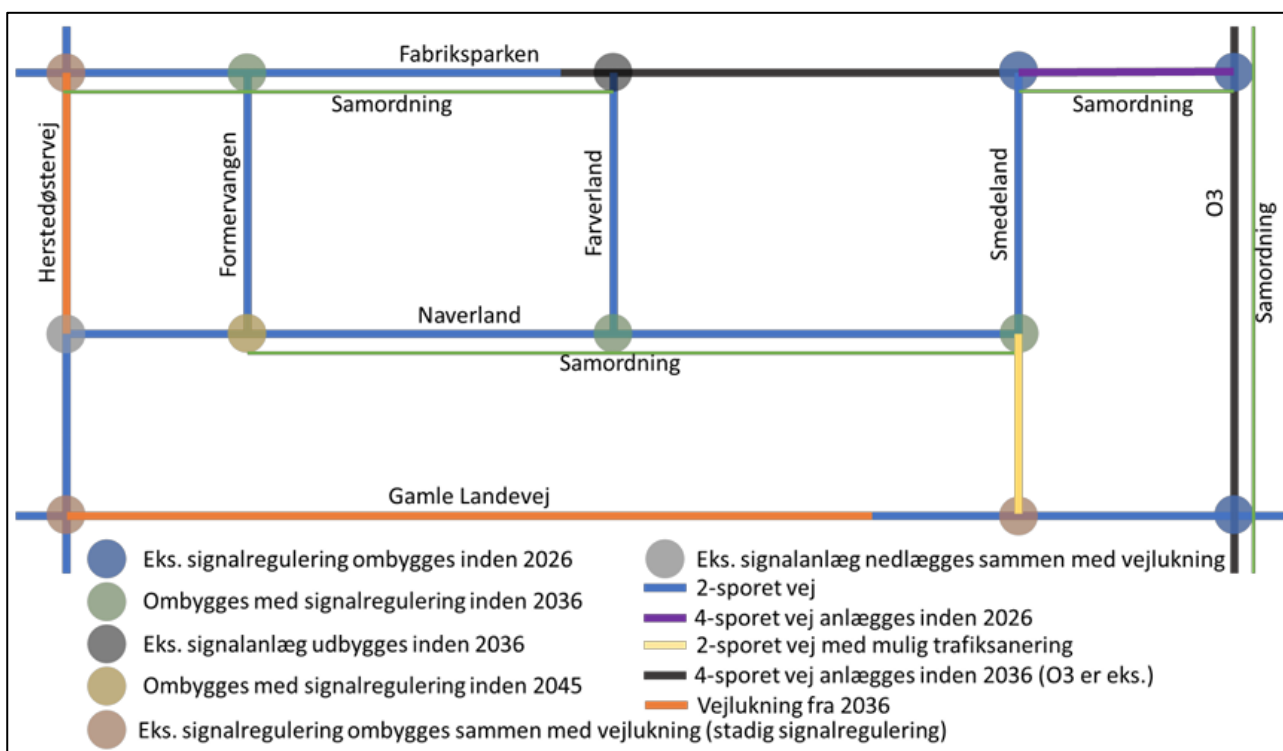 Fabriksparken
Samordning
Samordning
Herstedøstervej
Formervangen
Farverland
Smedeland
O3
Samordning
Naverland
Samordning
Gamle Landevej
Eks. signalregulering ombygges inden 2026
Ombygges med signalregulering inden 2036
Eks. signalanlæg udbygges inden 2036
Ombygges med signalregulering inden 2045
Eks. signalregulering ombygges sammen med vejlukning (stadig signalregulering)
Eks. signalanlæg nedlægges sammen med vejlukning
2-sporet vej
4-sporet vej anlægges inden 2026
2-sporet vej med mulig trafiksanering
4-sporet vej anlægges inden 2036 (O3 er eks.)
Vejlukning fra 2036